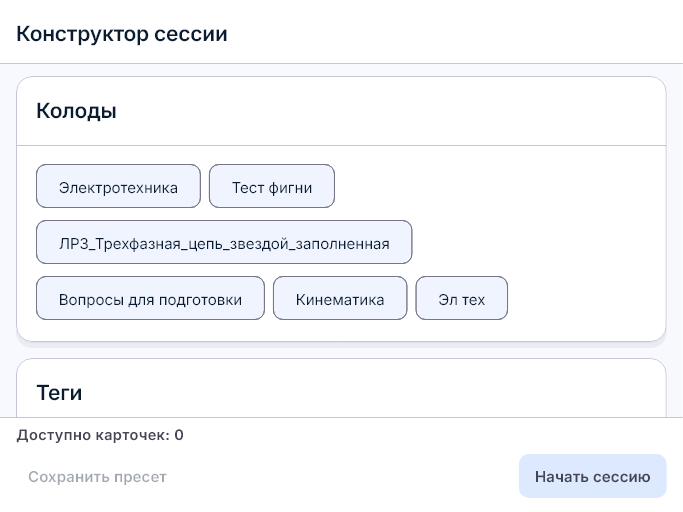 Конструктор сессии
Колоды
Электротехника Тест фигни
ЛР3_Трехфазная_цепь_звездой_заполненная
Вопросы для подготовки Кинематика Эл тех
Теги
Доступно карточек: 0
Сохранить пресет Начать сессию